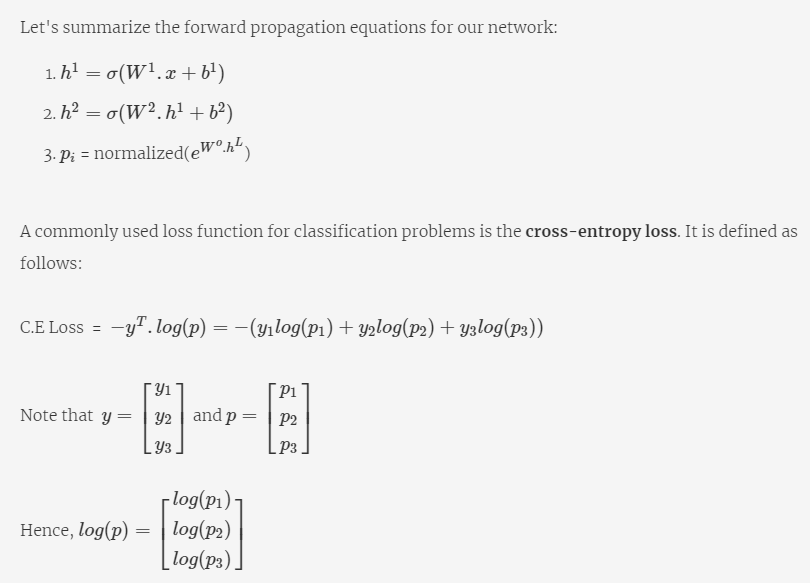 Let's summarize the forward propagation equations for our network:
1. h¹ = σ(W¹. x + b¹)
2. h² = σ(W². h¹ + b²)
3. pᵢ = normalized(e^{Wᵒ.hᴸ})
A commonly used loss function for classification problems is the cross-entropy loss. It is defined as
follows:
C.E Loss = −yᵀ. log(p) = −(y₁log(p₁) + y₂log(p₂) + y₃log(p₃))
Note that y = [y₁ y₂ y₃] and p = [p₁ p₂ p₃]
Hence, log(p) = [log(p₁) log(p₂) log(p₃)]